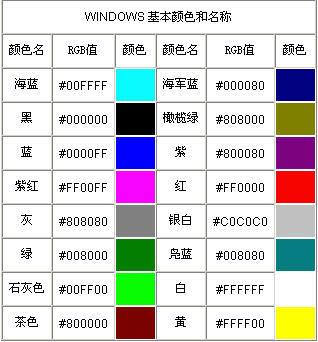 WINDOWS 基本颜色和名称
颜色名 RGB值 颜色 颜色名 RGB值 颜色
海蓝 #00FFFF 海军蓝 #000080
黑 #000000 橄榄绿 #808000
蓝 #0000FF 紫 #800080
紫红 #FF00FF 红 #FF0000
灰 #808080 银白 #C0C0C0
绿 #008000 凫蓝 #008080
石灰色 #00FF00 白 #FFFFFF
茶色 #800000 黄 #FFFF00